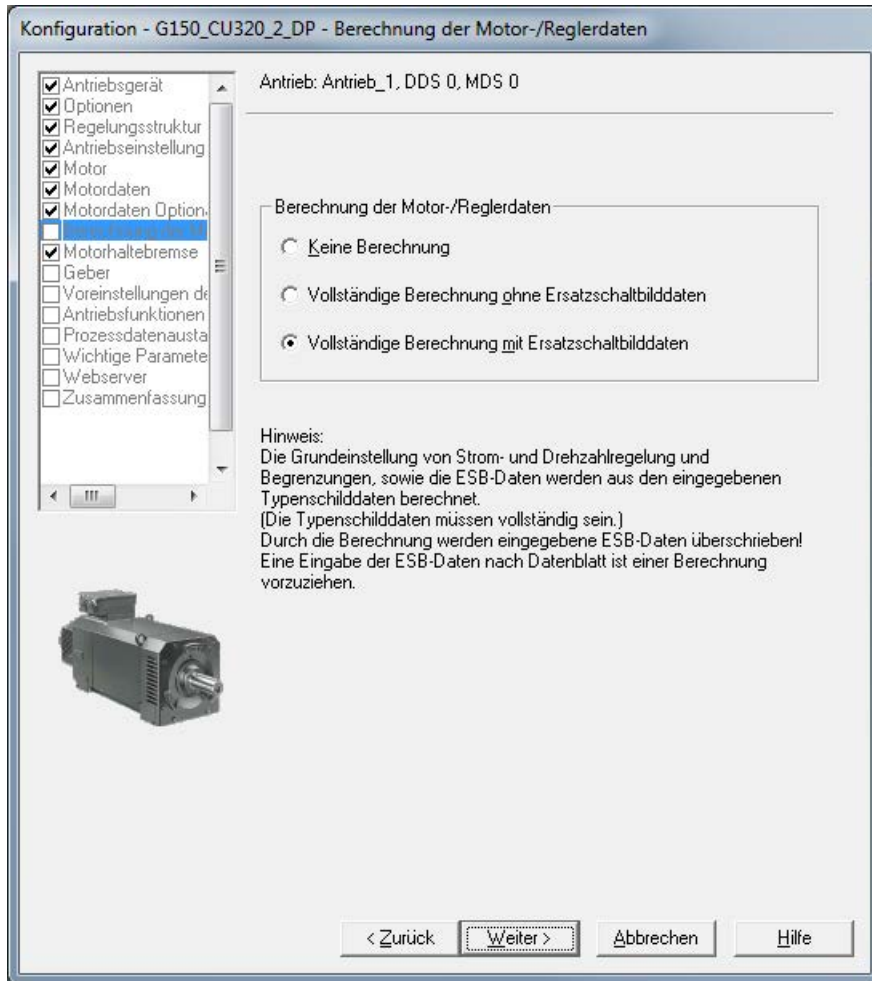 Konfiguration - G150_CU320_2_DP - Berechnung der Motor-/Reglerdaten
Antriebsgerät
Optionen
Regelungsstruktur
Antriebseinstellung
Motor
Motordaten
Motordaten Option
Motorhaltebremse
Geber
Voreinstellungen de
Antriebsfunktionen
Prozessdatenausta
Wichtige Paramete
Webserver
Zusammenfassung
Antrieb: Antrieb_1, DDS 0, MDS 0
Berechnung der Motor-/Reglerdaten
Keine Berechnung
Vollständige Berechnung ohne Ersatzschaltbilddaten
Vollständige Berechnung mit Ersatzschaltbilddaten
Hinweis:
Die Grundeinstellung von Strom- und Drehzahlregelung und
Begrenzungen, sowie die ESB-Daten werden aus den eingegebenen
Typenschilddaten berechnet.
(Die Typenschilddaten müssen vollständig sein.)
Durch die Berechnung werden eingegebene ESB-Daten überschrieben!
Eine Eingabe der ESB-Daten nach Datenblatt ist einer Berechnung
vorzuziehen.
< Zurück
Weiter >
Abbrechen
Hilfe